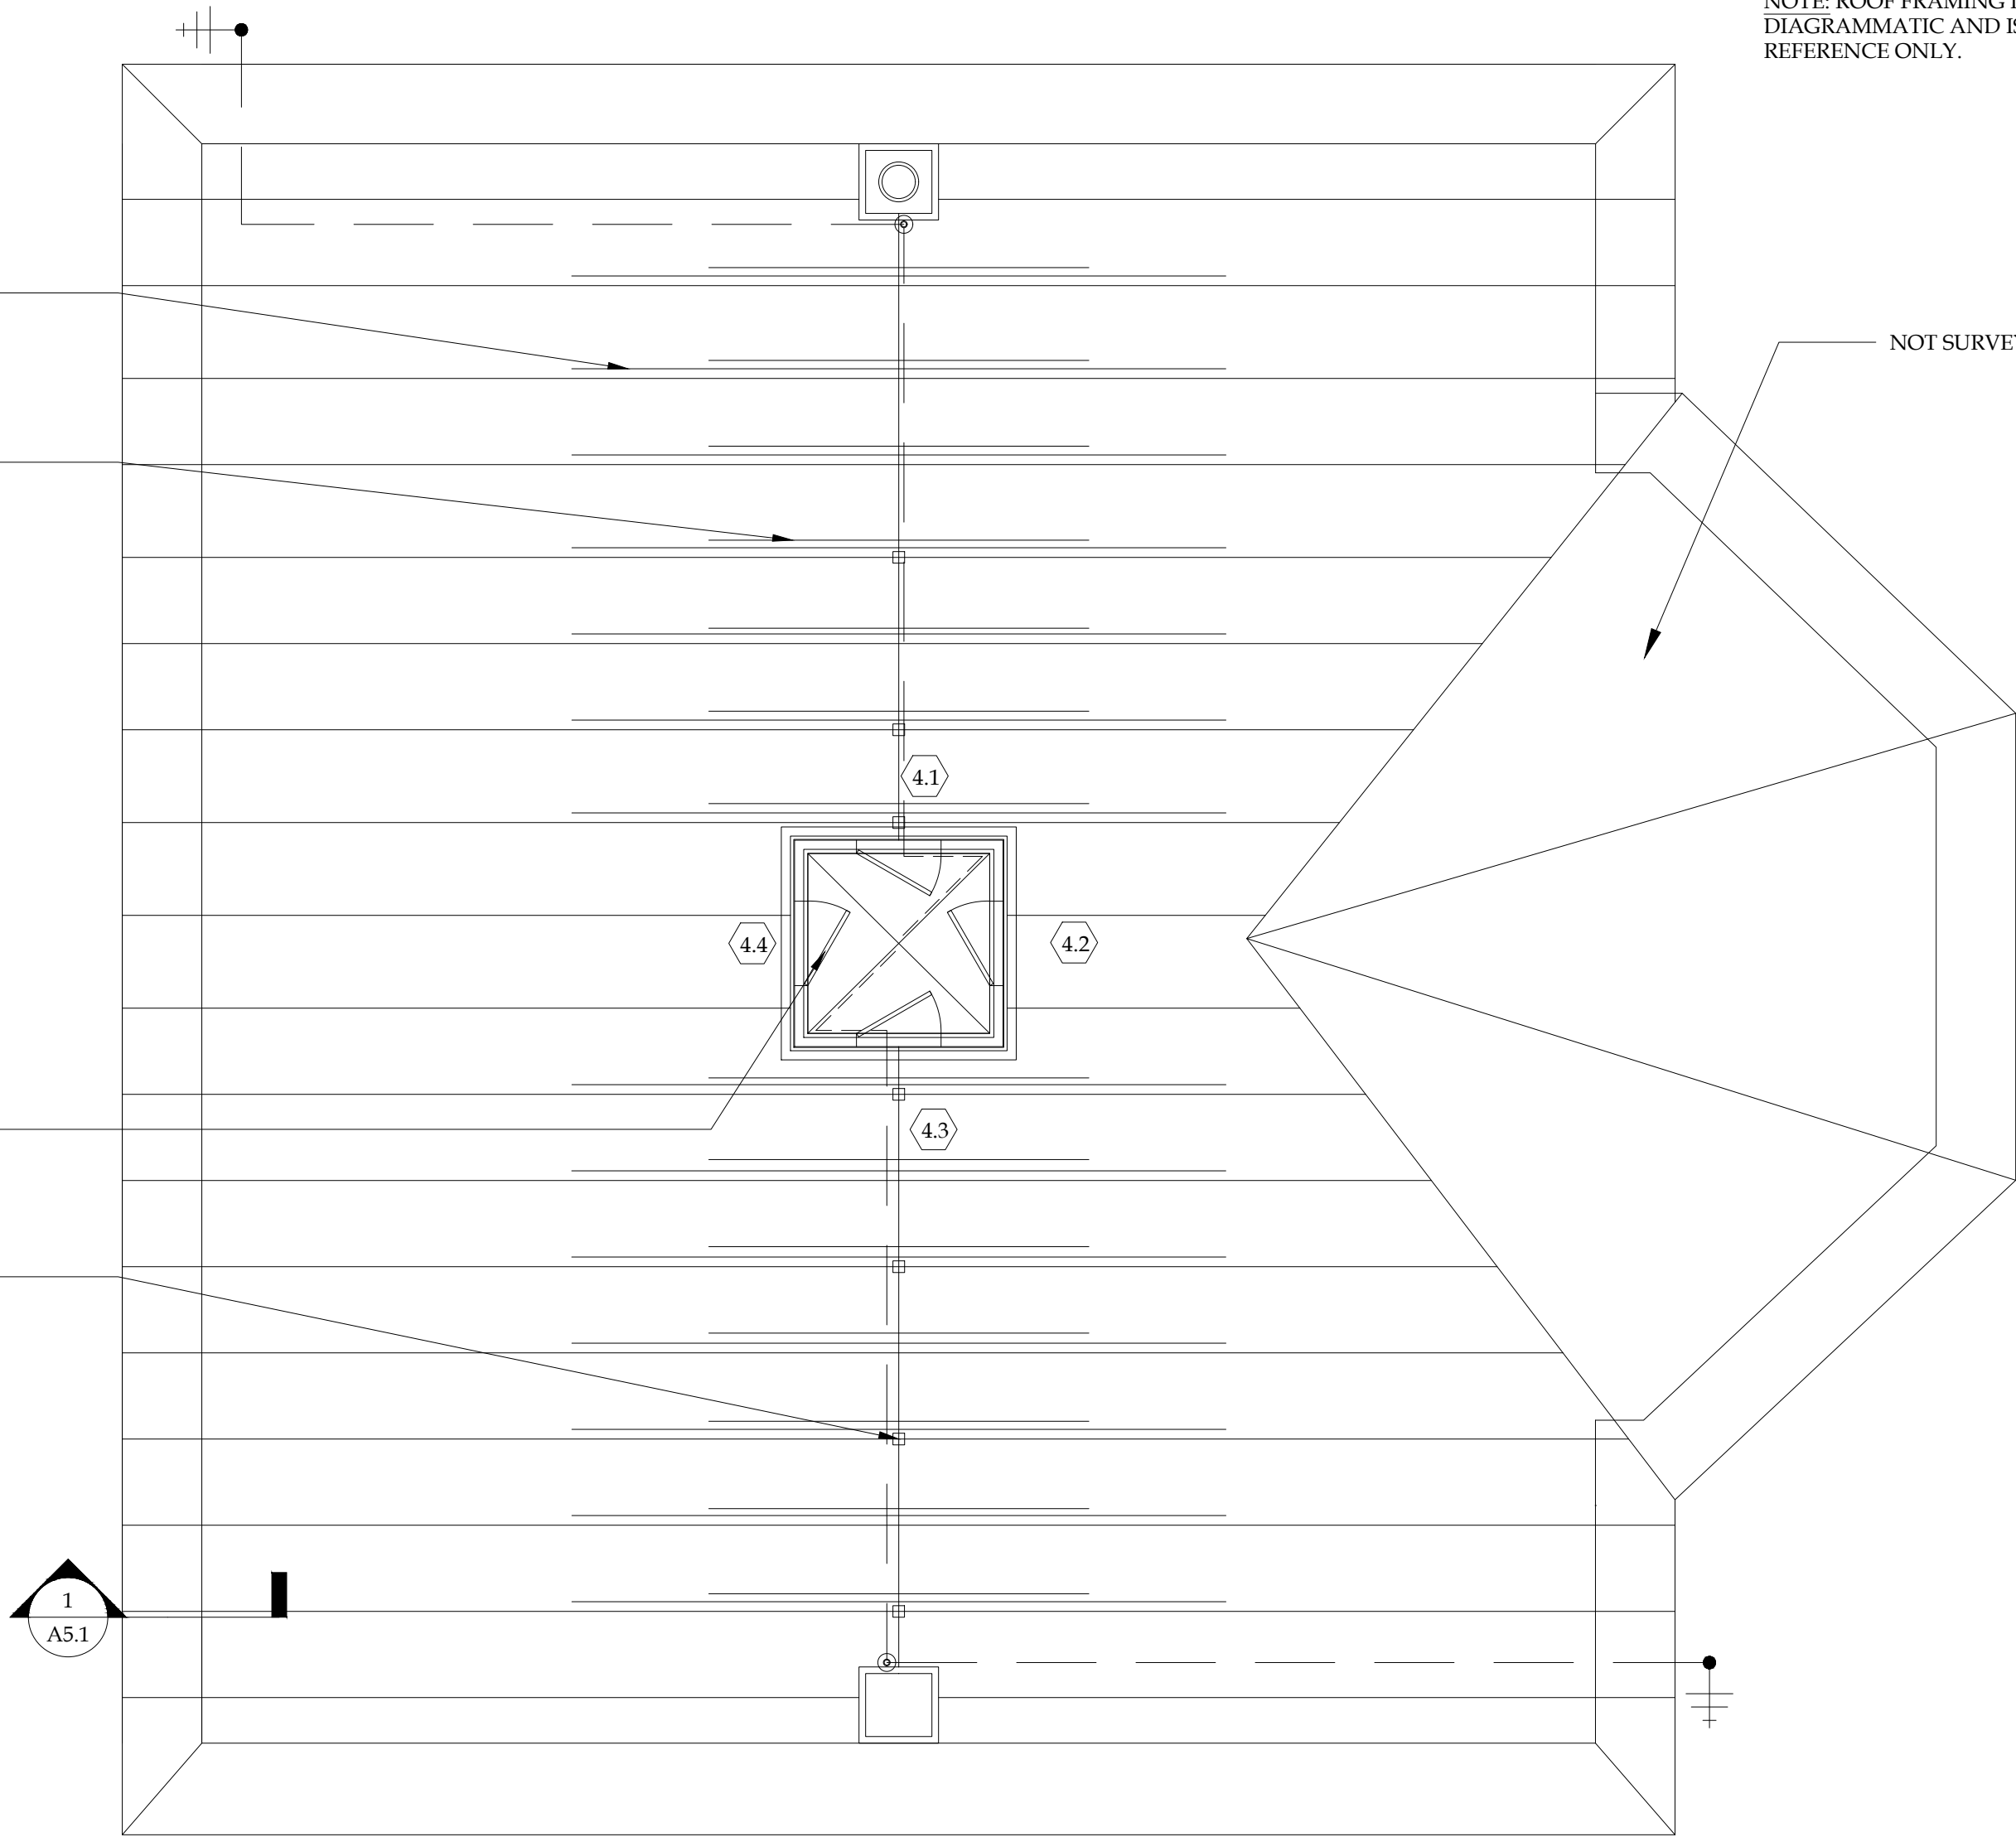 NOTE: ROOF FRAMING
DIAGRAMMATIC AND IS
REFERENCE ONLY.
NOT SURVEY
4.1
4.4
4.2
4.3
1
A5.1